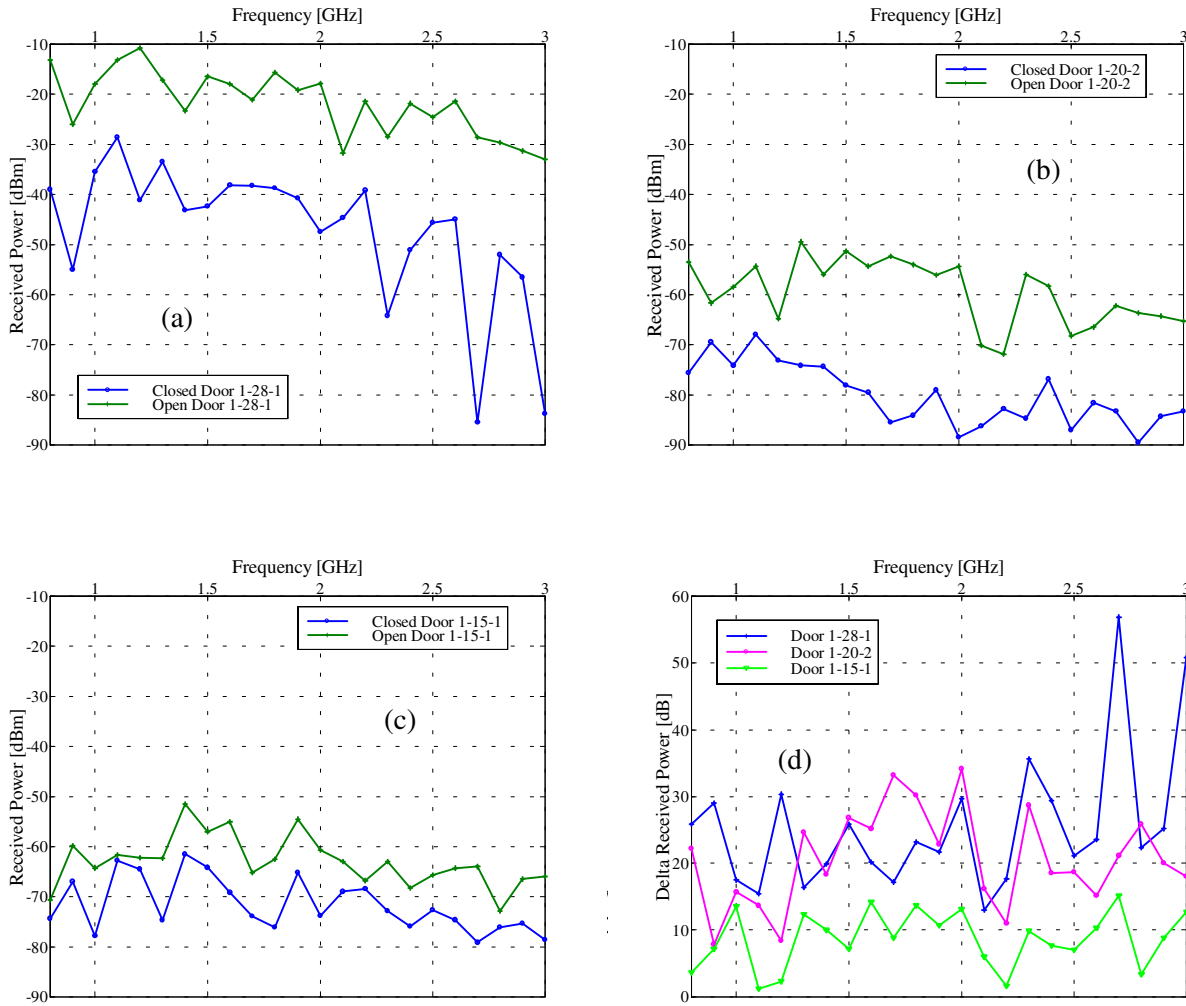 Frequency [GHz]
1 1.5 2 2.5 3
-10
-20
-30
-40
-50
-60
-70
-80
-90
Received Power [dBm]
(a)
Closed Door 1-28-1
Open Door 1-28-1
Frequency [GHz]
1 1.5 2 2.5 3
-10
-20
-30
-40
-50
-60
-70
-80
-90
Received Power [dBm]
Closed Door 1-20-2
Open Door 1-20-2
(b)
Frequency [GHz]
1 1.5 2 2.5 3
-10
-20
-30
-40
-50
-60
-70
-80
-90
Received Power [dBm]
Closed Door 1-15-1
Open Door 1-15-1
(c)
Frequency [GHz]
1 1.5 2 2.5 3
60
50
40
30
20
10
0
Delta Received Power [dB]
Door 1-28-1
Door 1-20-2
Door 1-15-1
(d)